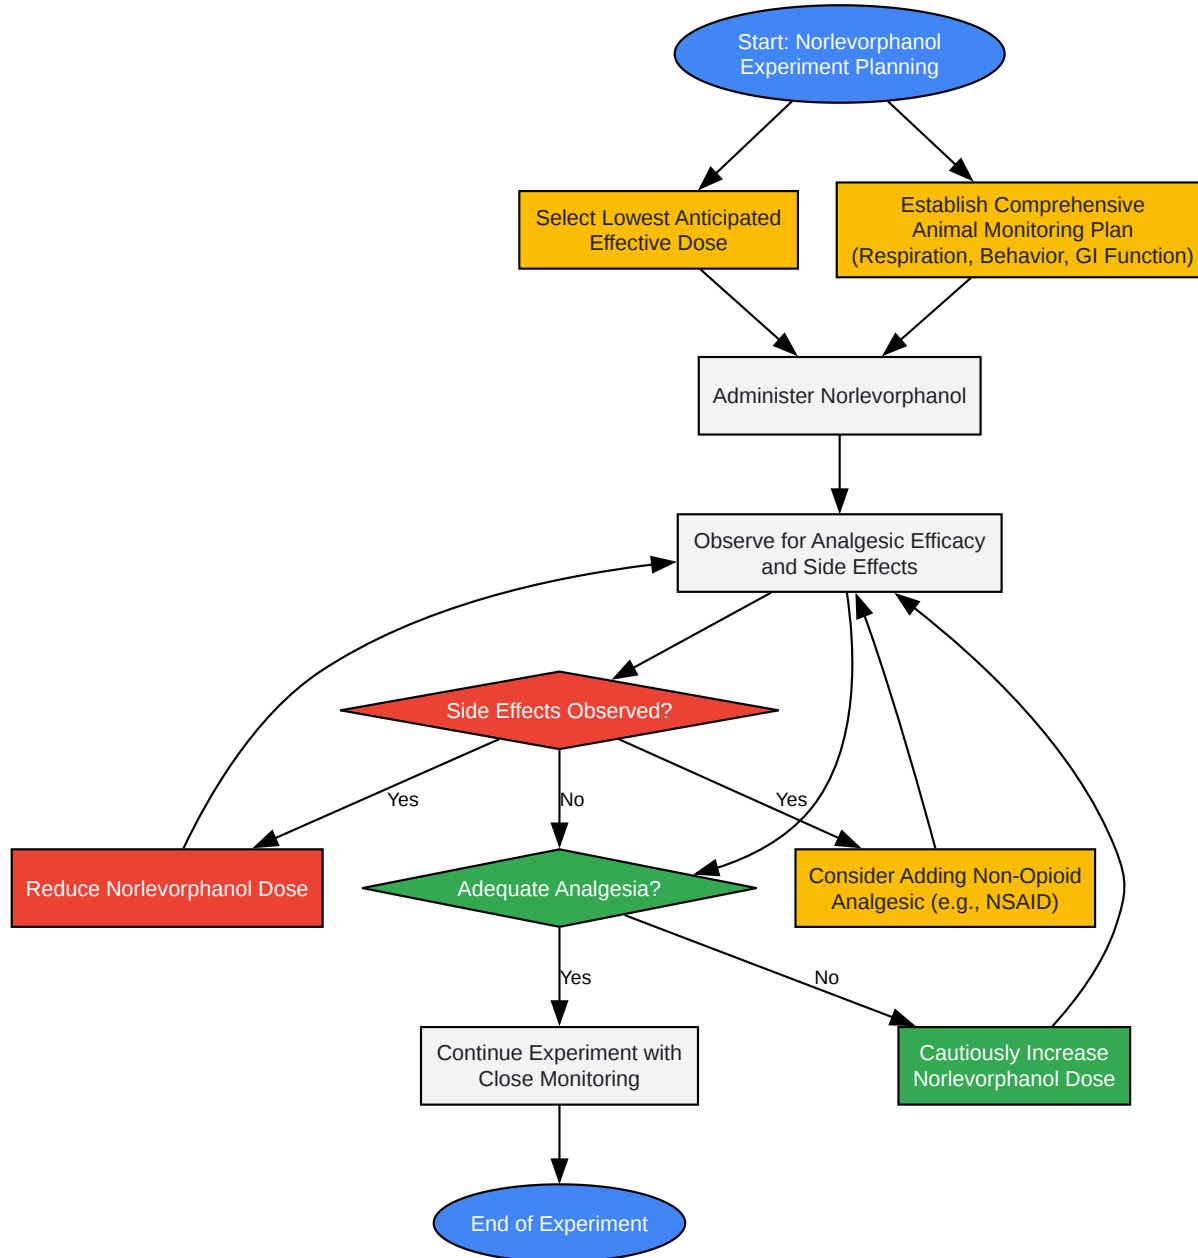 Start: Norlevorphanol
Experiment Planning
Select Lowest Anticipated
Effective Dose
Establish Comprehensive
Animal Monitoring Plan
(Respiration, Behavior, GI Function)
Administer Norlevorphanol
Observe for Analgesic Efficacy
and Side Effects
Side Effects Observed?
Yes
No
Yes
Reduce Norlevorphanol Dose
Adequate Analgesia?
Consider Adding Non-Opioid
Analgesic (e.g., NSAID)
Yes
No
Continue Experiment with
Close Monitoring
Cautiously Increase
Norlevorphanol Dose
End of Experiment